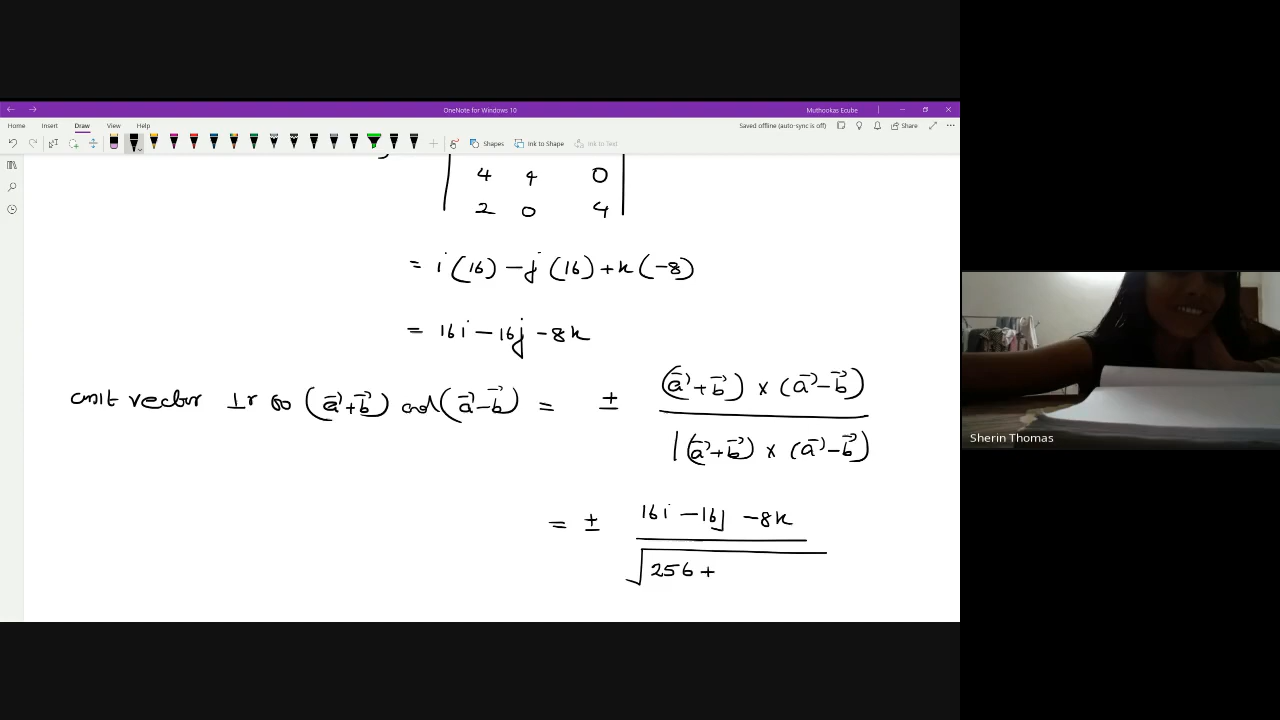 OneNote for Windows 10
Muthookas Ecube
Home Insert Draw View Help
Saved offline (auto-sync is off)
Share
Shapes
Ink to Shape
Ink to Text
4 4 0
2 0 4
= i(16) - j(16) + k(-8)
= 16i - 16j - 8k
unit vector ⊥r to (a⃗+b⃗) and (a⃗-b⃗) = ± (a⃗+b⃗) × (a⃗-b⃗)
|(a⃗+b⃗) × (a⃗-b⃗)
= ± 16i - 16j - 8k
√256 +
Sherin Thomas